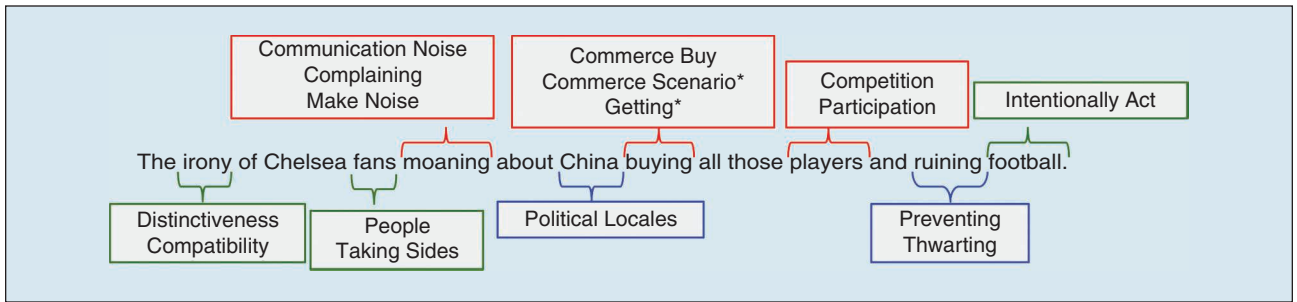 Communication Noise
Complaining
Make Noise
Commerce Buy
Commerce Scenario*
Getting*
Competition
Participation
Intentionally Act
The irony of Chelsea fans moaning about China buying all those players and ruining football.
Distinctiveness
Compatibility
People
Taking Sides
Political Locales
Preventing
Thwarting